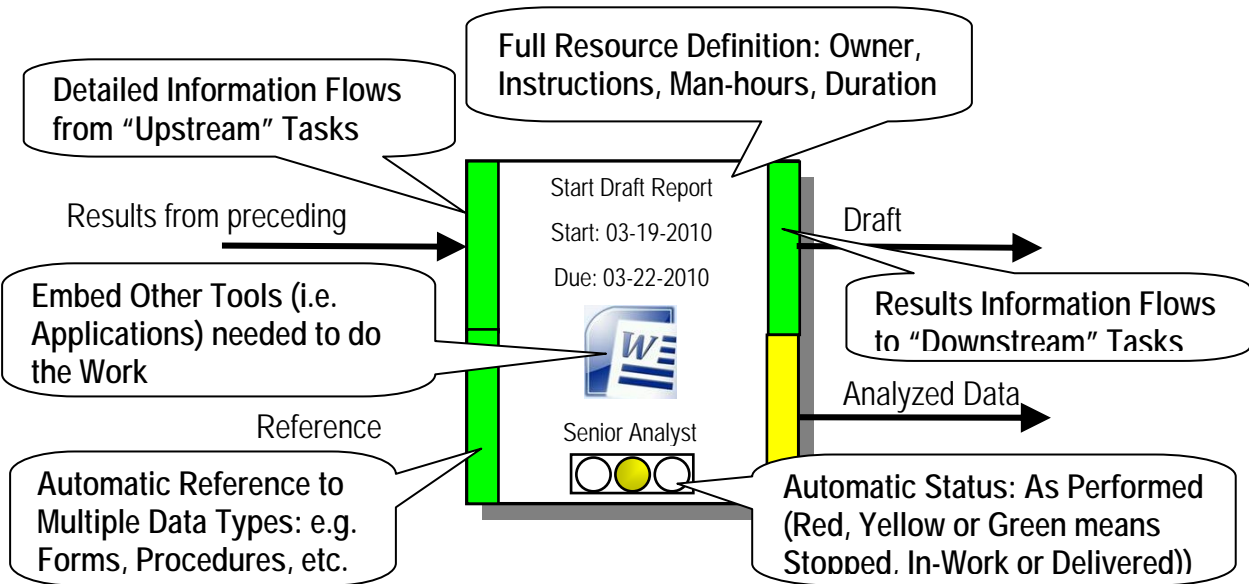 Full Resource Definition: Owner,
Instructions, Man-hours, Duration
Detailed Information Flows
from “Upstream” Tasks
Start Draft Report
Results from preceding
Start: 03-19-2010
Draft
Due: 03-22-2010
Embed Other Tools (i.e.
Applications) needed to do
the Work
Results Information Flows
to “Downstream” Tasks
W
Analyzed Data
Reference
Senior Analyst
Automatic Reference to
Multiple Data Types: e.g.
Forms, Procedures, etc.
Automatic Status: As Performed
(Red, Yellow or Green means
Stopped, In-Work or Delivered))